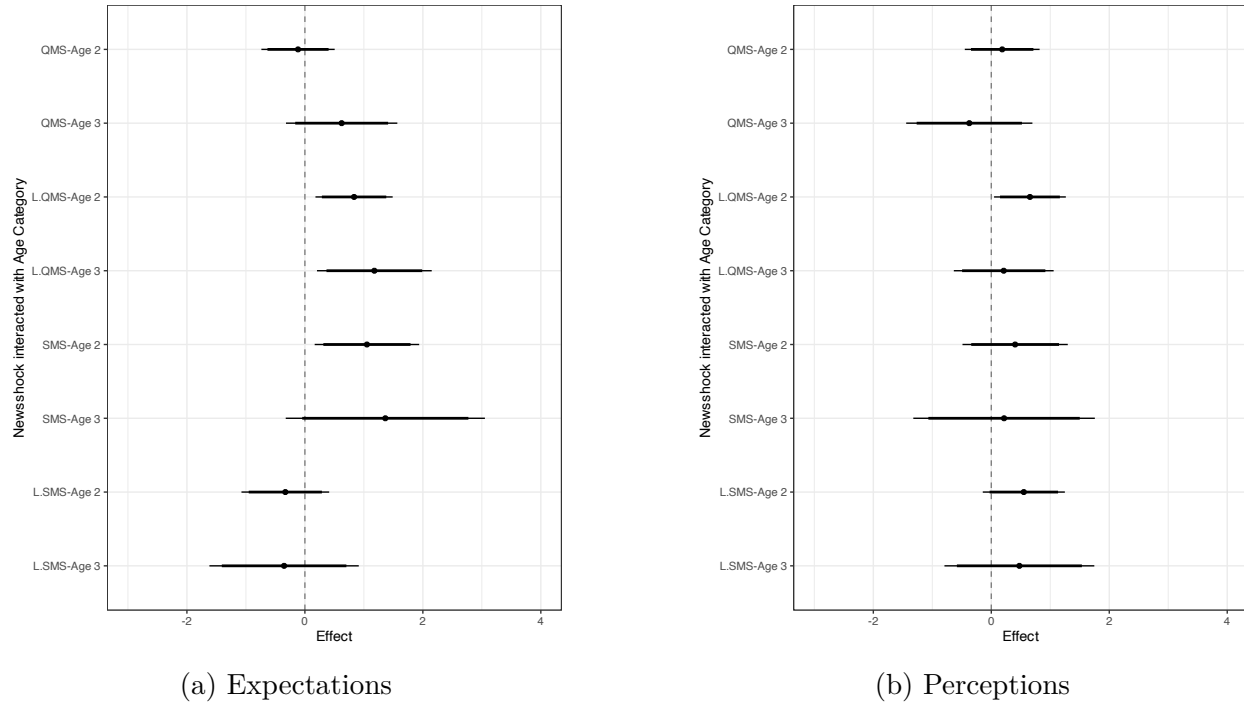 Newsshock interacted with Age Category
QMS-Age 2
QMS-Age 3
L.QMS-Age 2
L.QMS-Age 3
SMS-Age 2
SMS-Age 3
L.SMS-Age 2
L.SMS-Age 3
-2 0 2 4
Effect
(a) Expectations
Newsshock interacted with Age Category
QMS-Age 2
QMS-Age 3
L.QMS-Age 2
L.QMS-Age 3
SMS-Age 2
SMS-Age 3
L.SMS-Age 2
L.SMS-Age 3
-2 0 2 4
Effect
(b) Perceptions